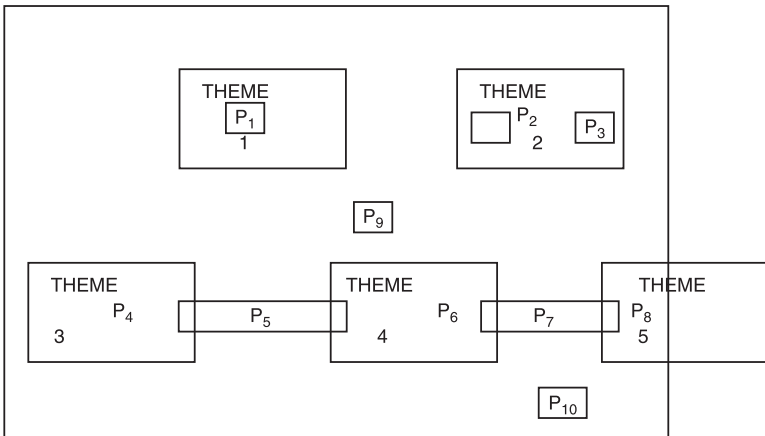 THEME
P₁
1
THEME
P₂
P₃
2
P₉
THEME
P₄
3
P₅
THEME
P₆
4
P₇
THEME
P₈
5
P₁₀